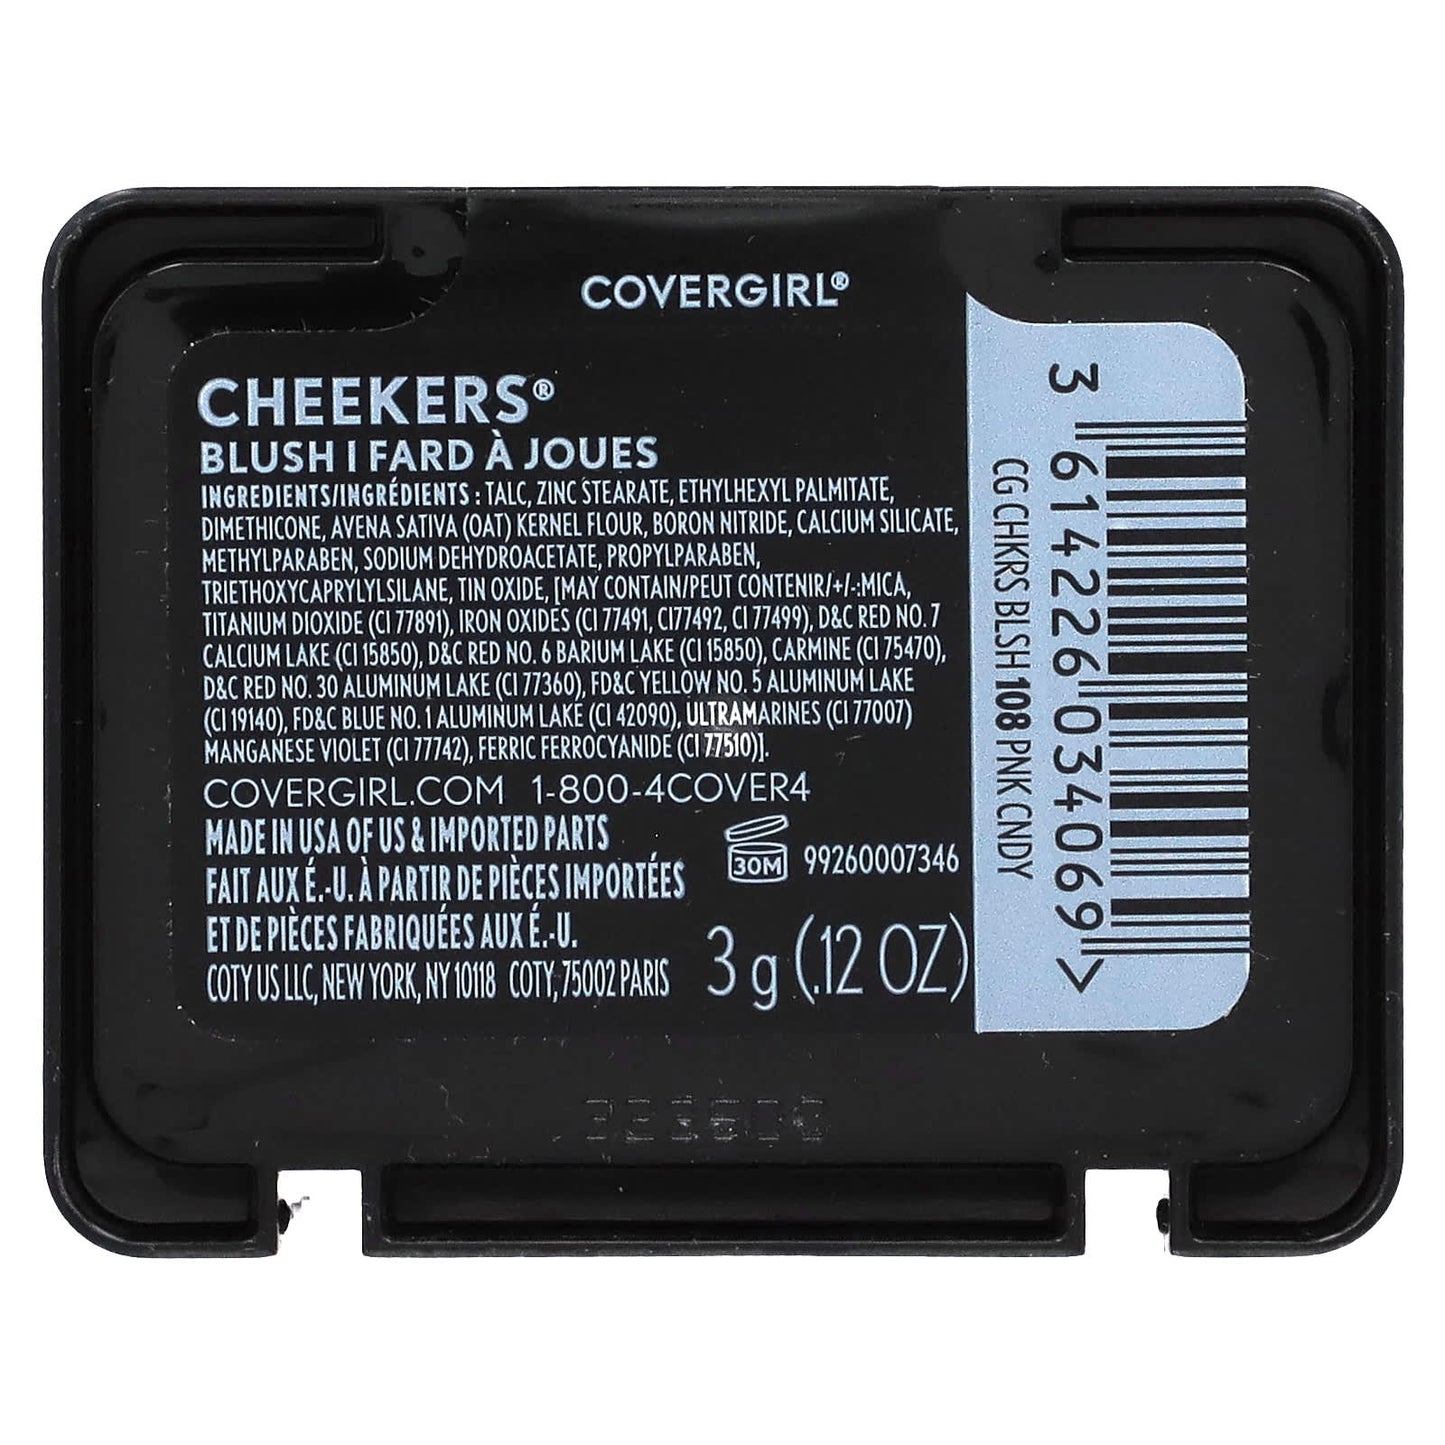 COVERGIRL®
CHEEKERS®
BLUSH | FARD À JOUES
INGREDIENTS/INGRÉDIENTS : TALC, ZINC STEARATE, ETHYLHEXYL PALMITATE,
DIMETHICONE, AVENA SATIVA (OAT) KERNEL FLOUR, BORON NITRIDE, CALCIUM SILICATE,
METHYLPARABEN, SODIUM DEHYDROACETATE, PROPYLPARABEN,
TRIETHOXYCAPRYLYLSILANE, TIN OXIDE, [MAY CONTAIN/PEUT CONTENIR/+/-:MICA,
TITANIUM DIOXIDE (CI 77891), IRON OXIDES (CI 77491, CI77492, CI 77499), D&C RED NO. 7
CALCIUM LAKE (CI 15850), D&C RED NO. 6 BARIUM LAKE (CI 15850), CARMINE (CI 75470),
D&C RED NO. 30 ALUMINUM LAKE (CI 77360), FD&C YELLOW NO. 5 ALUMINUM LAKE
(CI 19140), FD&C BLUE NO. 1 ALUMINUM LAKE (CI 42090), ULTRAMARINES (CI 77007)
MANGANESE VIOLET (CI 77742), FERRIC FERROCYANIDE (CI 77510)].
COVERGIRL.COM 1-800-4COVER4
MADE IN USA OF US & IMPORTED PARTS
FAIT AUX É.-U. À PARTIR DE PIÈCES IMPORTÉES
ET DE PIÈCES FABRIQUÉES AUX É.-U.
COTY US LLC, NEW YORK, NY 10118 COTY, 75002 PARIS
30M 99260007346
3 g (.12 OZ)
CG CHKRS BLSH 108 PNK CNDY
3 614226 034069 >